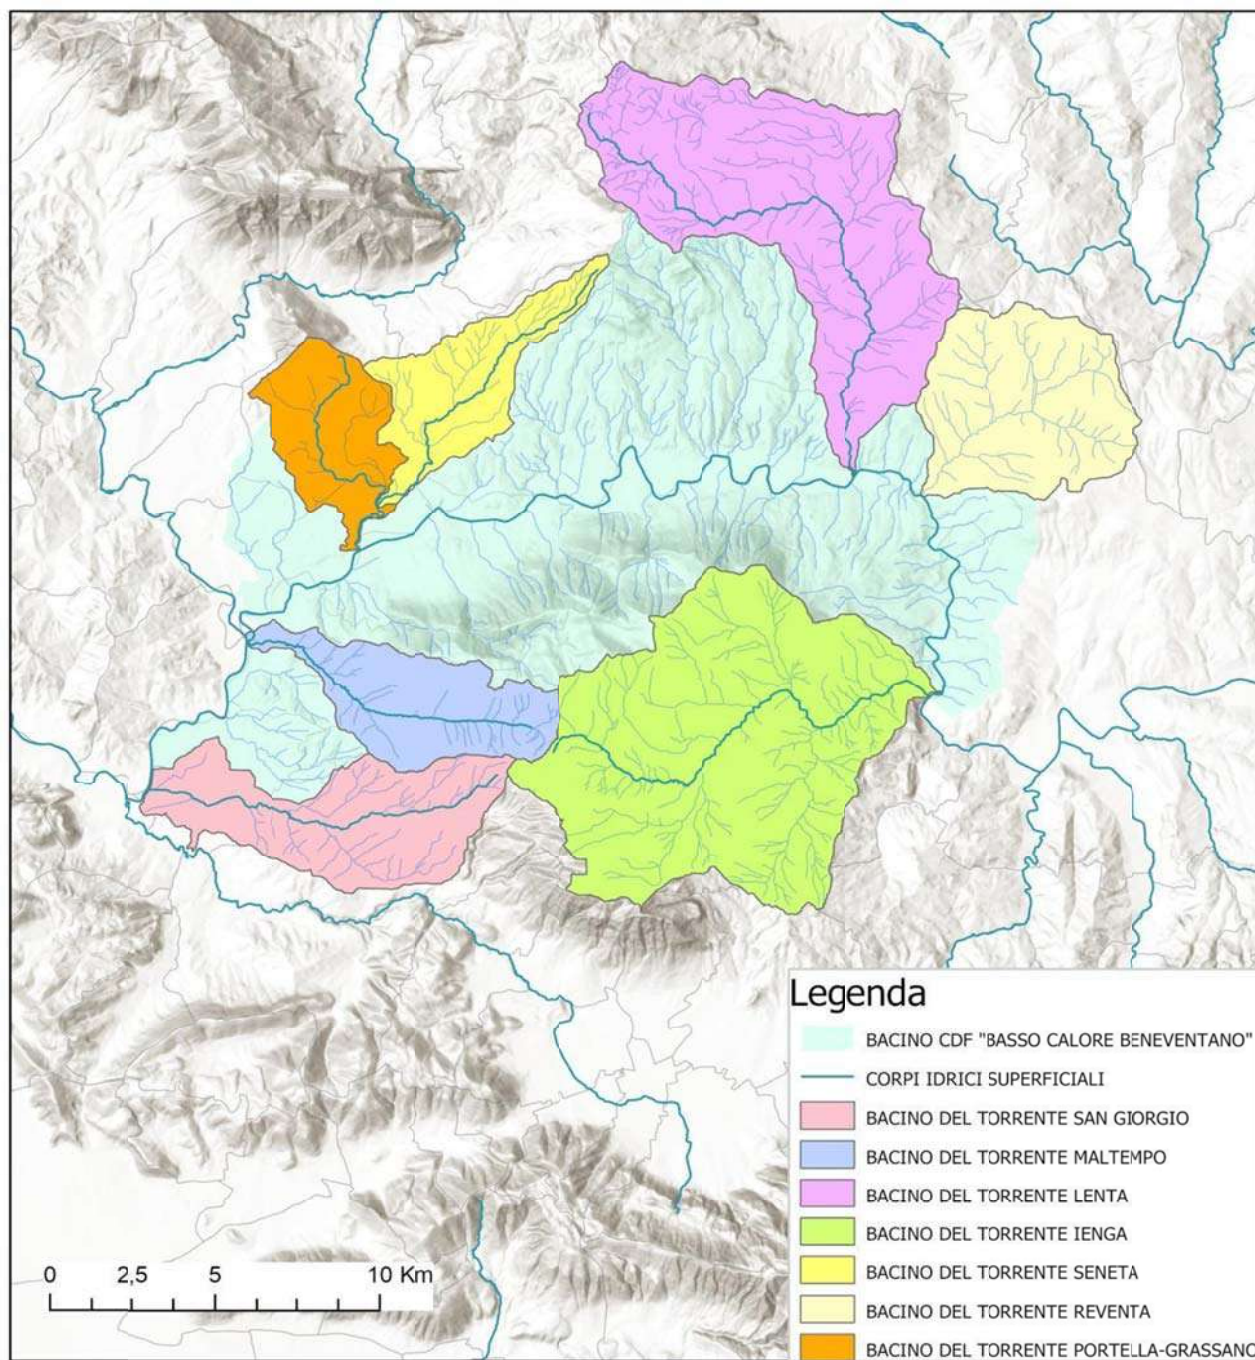 Legenda
BACINO CDF "BASSO CALORE BENEVENTANO"
CORPI IDRICI SUPERFICIALI
BACINO DEL TORRENTE SAN GIORGIO
BACINO DEL TORRENTE MALTEMPO
BACINO DEL TORRENTE LENTA
BACINO DEL TORRENTE IENGA
BACINO DEL TORRENTE SENETA
BACINO DEL TORRENTE REVENTA
BACINO DEL TORRENTE PORTELLA-GRASSANO
0 2,5 5 10 Km